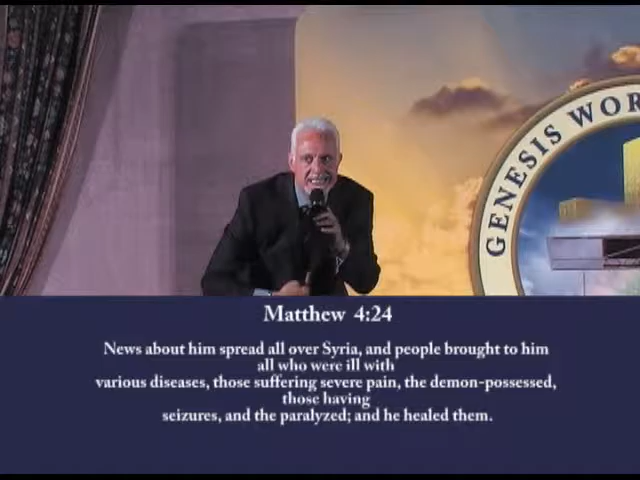 GENESIS WOR
Matthew 4:24
News about him spread all over Syria, and people brought to him
all who were ill with
various diseases, those suffering severe pain, the demon-possessed,
those having
seizures, and the paralyzed; and he healed them.